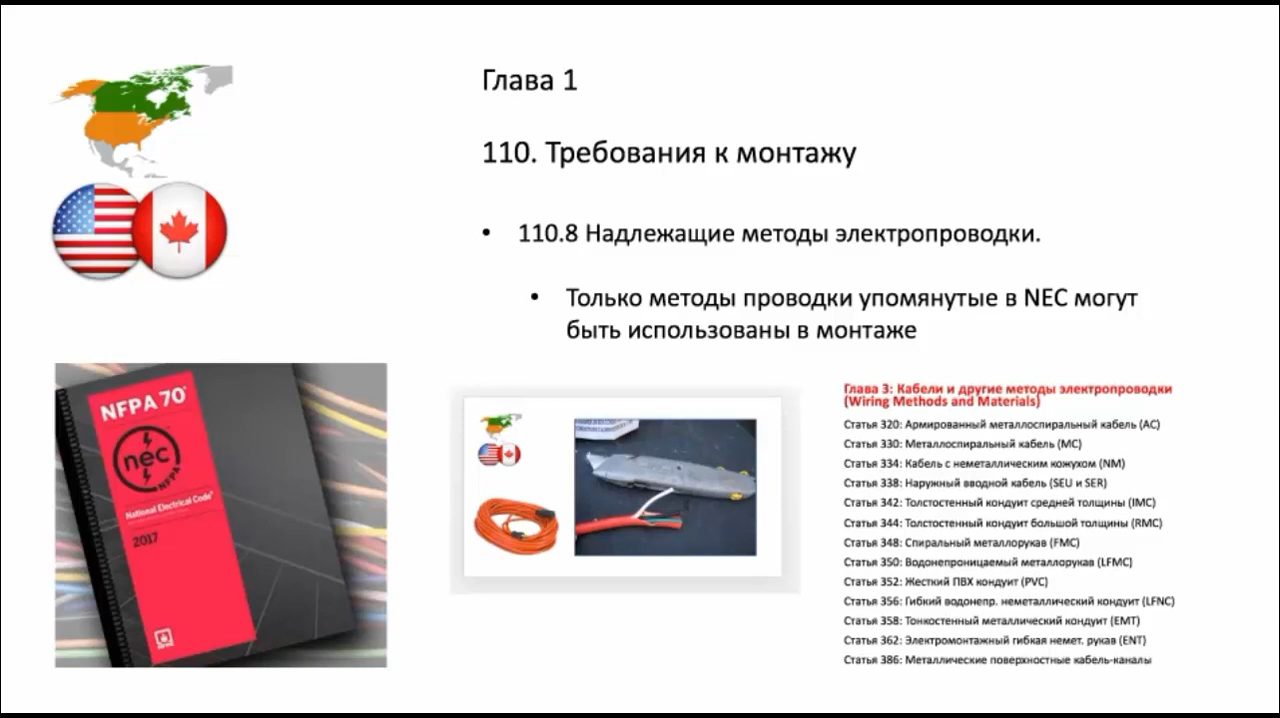 Глава 1
110. Требования к монтажу
• 110.8 Надлежащие методы электропроводки.
• Только методы проводки упомянутые в NEC могут
быть использованы в монтаже
NFPA 70®
nec
NFPA
National Electrical Code®
2017
NFPA
Глава 3: Кабели и другие методы электропроводки
(Wiring Methods and Materials)
Статья 320: Армированный металлоспиральный кабель (AC)
Статья 330: Металлоспиральный кабель (MC)
Статья 334: Кабель с неметаллическим кожухом (NM)
Статья 338: Наружный вводной кабель (SEU и SER)
Статья 342: Толстостенный кондуит средней толщины (IMC)
Статья 344: Толстостенный кондуит большой толщины (RMC)
Статья 348: Спиральный металлорукав (FMC)
Статья 350: Водонепроницаемый металлорукав (LFMC)
Статья 352: Жесткий ПВХ кондуит (PVC)
Статья 356: Гибкий водонепр. неметаллический кондуит (LFNC)
Статья 358: Тонкостенный металлический кондуит (EMT)
Статья 362: Электромонтажный гибкая немет. рукав (ENT)
Статья 386: Металлические поверхностные кабель-каналы